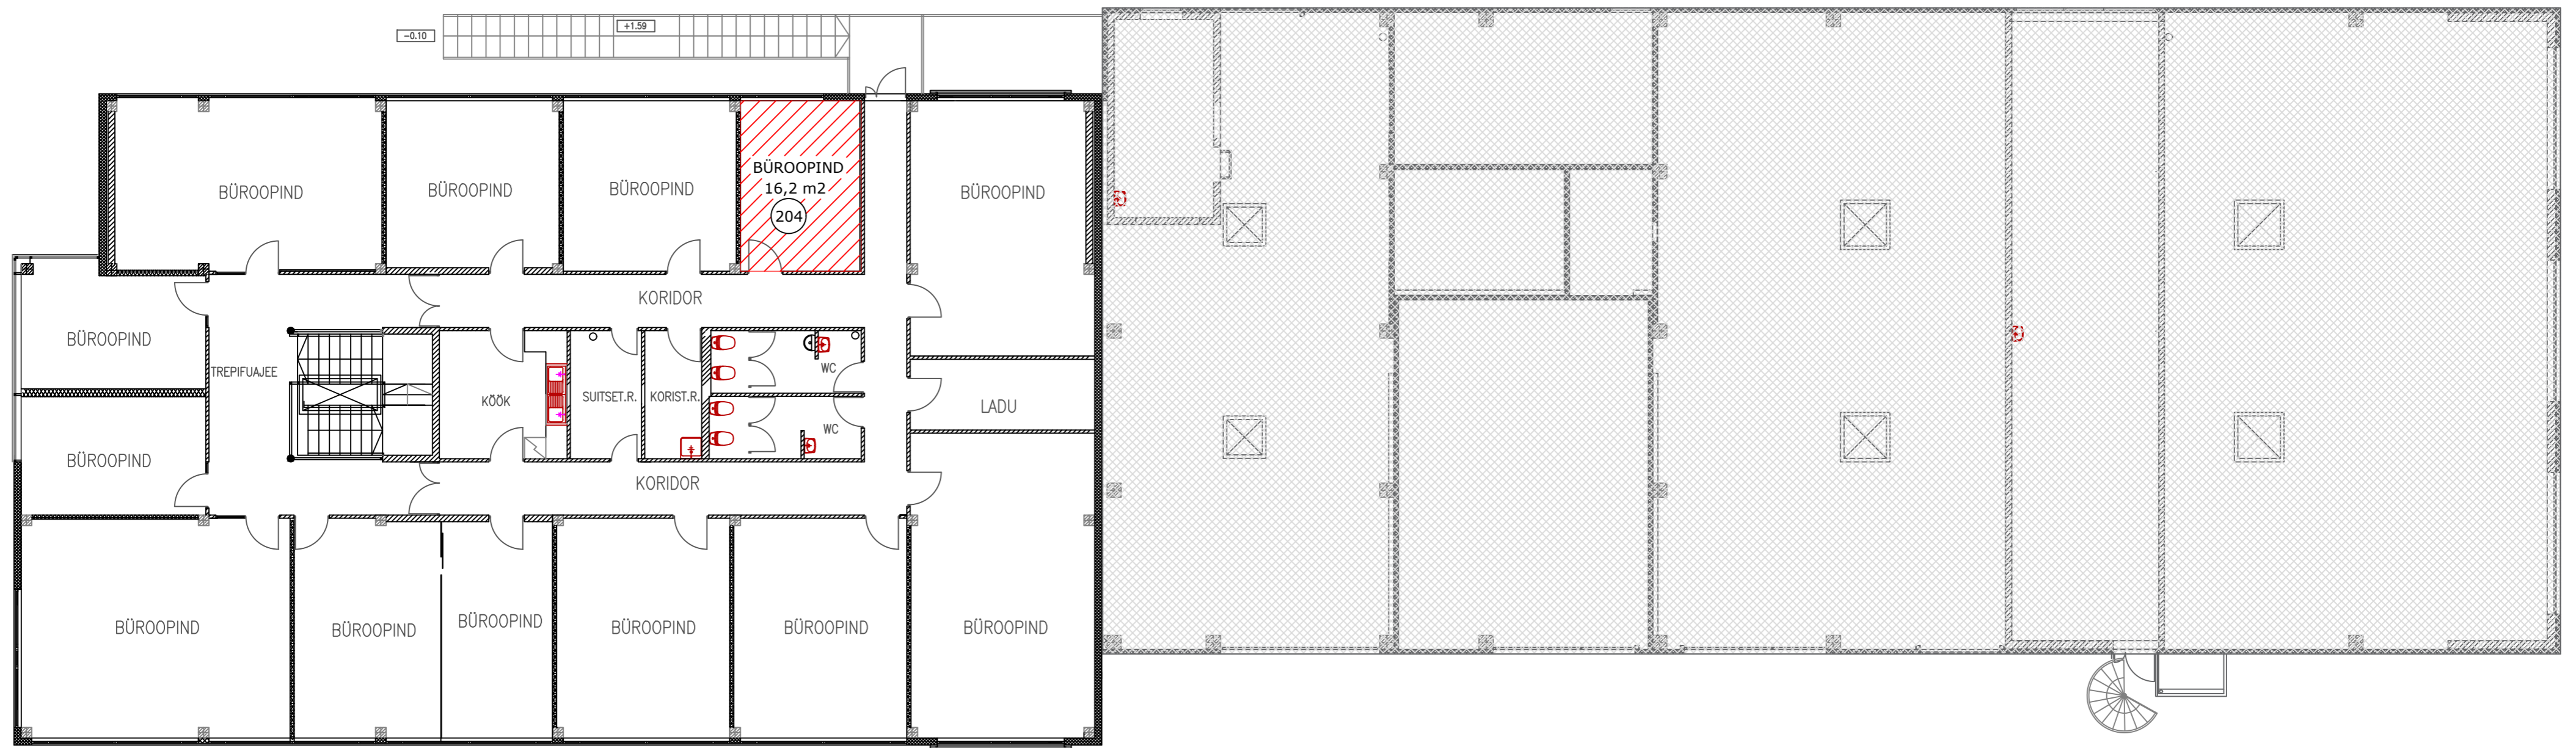 +1.59
-0.10
BÜROOPIND
BÜROOPIND
BÜROOPIND
BÜROOPIND
16,2 m2
204
BÜROOPIND
KORIDOR
BÜROOPIND
TREPIFUAJEE
KÖÖK
SUITSET.R.
KORIST.R.
WC
WC
LADU
BÜROOPIND
KORIDOR
BÜROOPIND
BÜROOPIND
BÜROOPIND
BÜROOPIND
BÜROOPIND
BÜROOPIND